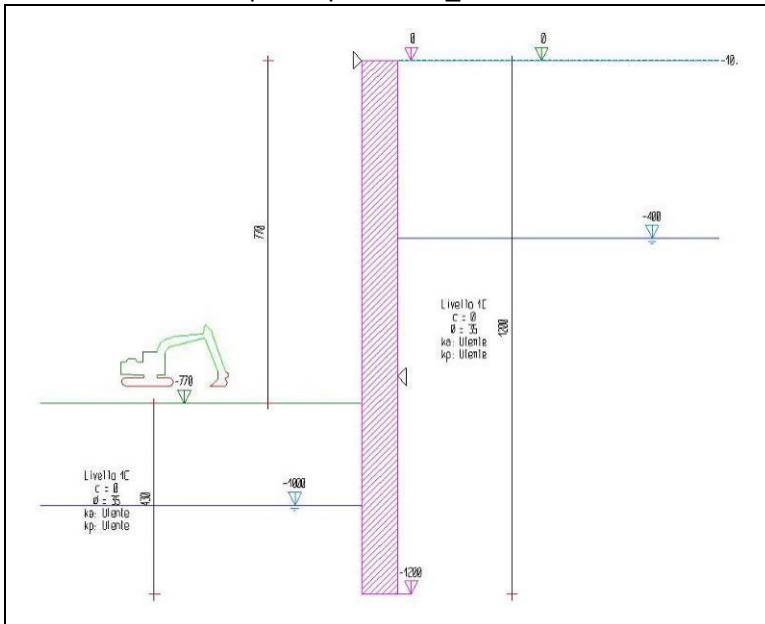 0
0
-10.
770
-400
Livello 1C
c = 0
ø = 35
ka: Utente
kp: Utente
1200
-770
Livello 1C
c = 0
ø = 35
ka: Utente
kp: Utente
430
-1000
-1200